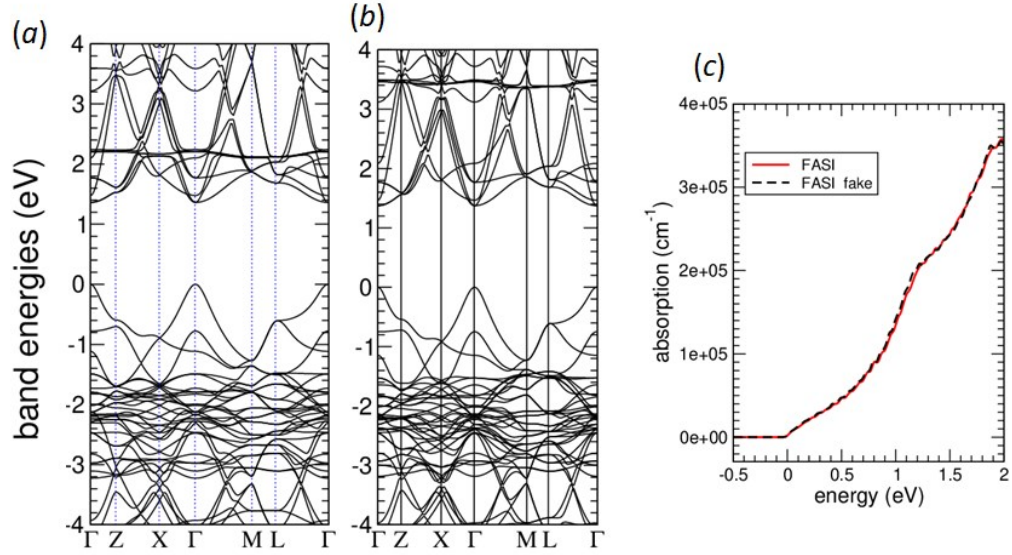 (a)
(b)
(c)
band energies (eV)
4
3
2
1
0
-1
-2
-3
-4
Γ Z X Γ M L Γ
4
3
2
1
0
-1
-2
-3
-4
Γ Z X Γ M L Γ
absorption (cm⁻¹)
4e+05
3e+05
2e+05
1e+05
0e+00
FASI
FASI fake
-0.5 0 0.5 1 1.5 2
energy (eV)